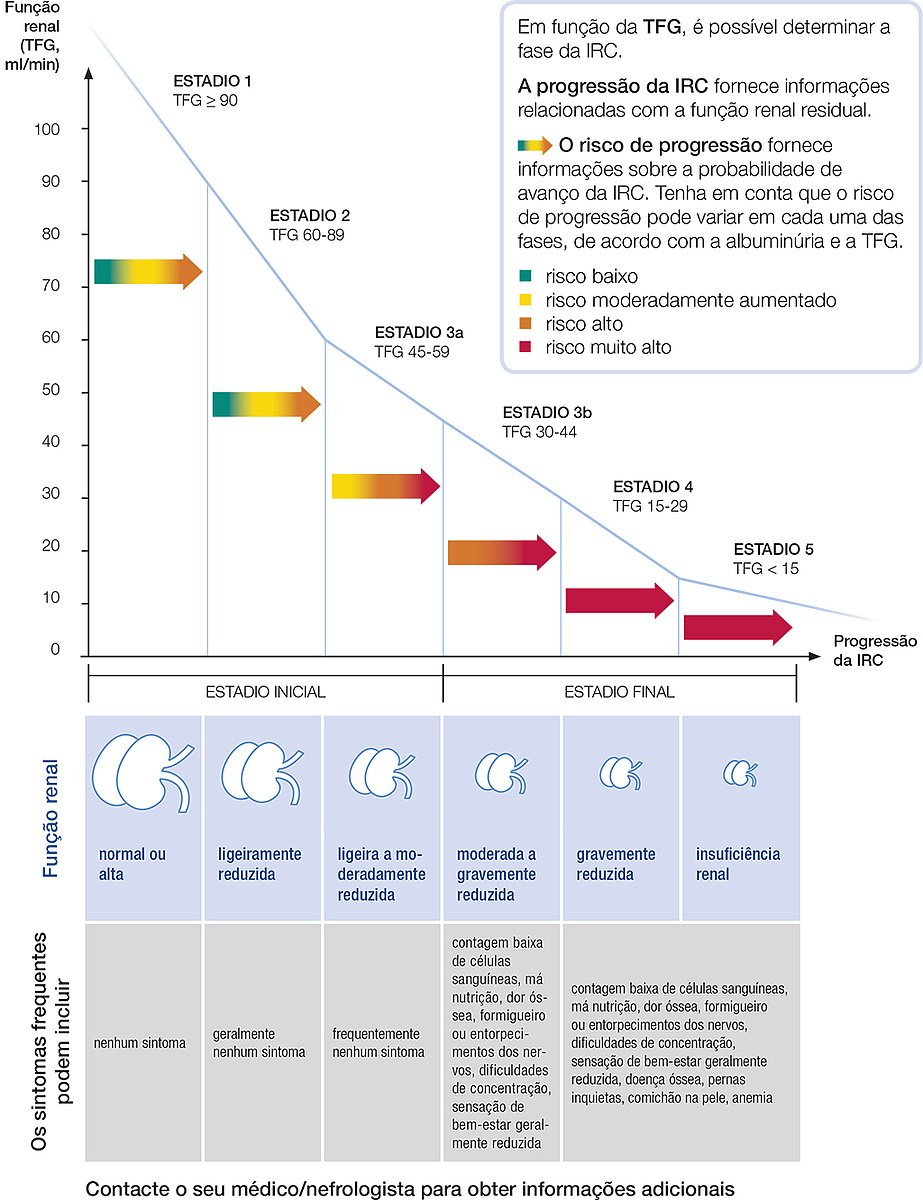 Função
renal
(TFG,
ml/min)
100
90
80
70
60
50
40
30
20
10
0
ESTADIO 1
TFG ≥ 90
ESTADIO 2
TFG 60-89
ESTADIO 3a
TFG 45-59
ESTADIO 3b
TFG 30-44
ESTADIO 4
TFG 15-29
ESTADIO 5
TFG < 15
Em função da TFG, é possível determinar a
fase da IRC.
A progressão da IRC fornece informações
relacionadas com a função renal residual.
O risco de progressão fornece
informações sobre a probabilidade de
avanço da IRC. Tenha em conta que o risco
de progressão pode variar em cada uma das
fases, de acordo com a albuminúria e a TFG.
risco baixo
risco moderadamente aumentado
risco alto
risco muito alto
Progressão
da IRC
ESTADIO INICIAL
ESTADIO FINAL
Função renal
normal ou
alta
ligeiramente
reduzida
ligeira a mo-
deradamente
reduzida
moderada a
gravemente
reduzida
gravemente
reduzida
insuficiência
renal
Os sintomas frequentes
podem incluir
nenhum sintoma
geralmente
nenhum sintoma
frequentemente
nenhum sintoma
contagem baixa
de células
sanguíneas, má
nutrição, dor ós-
sea, formigueiro
ou entorpeci-
mentos dos ner-
vos, dificuldades
de concentração,
sensação de
bem-estar geral-
mente reduzida
contagem baixa de células sanguíneas,
má nutrição, dor óssea, formigueiro
ou entorpecimentos dos nervos,
dificuldades de concentração,
sensação de bem-estar geralmente
reduzida, doença óssea, pernas
inquietas, comichão na pele, anemia
Contacte o seu médico/nefrologista para obter informações adicionais